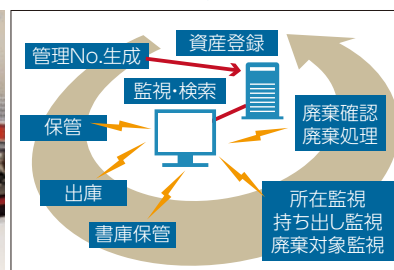 資産登録
管理No.生成
監視・検索
保管
廃棄確認
廃棄処理
出庫
所在監視
持ち出し監視
廃棄対象監視
書庫保管